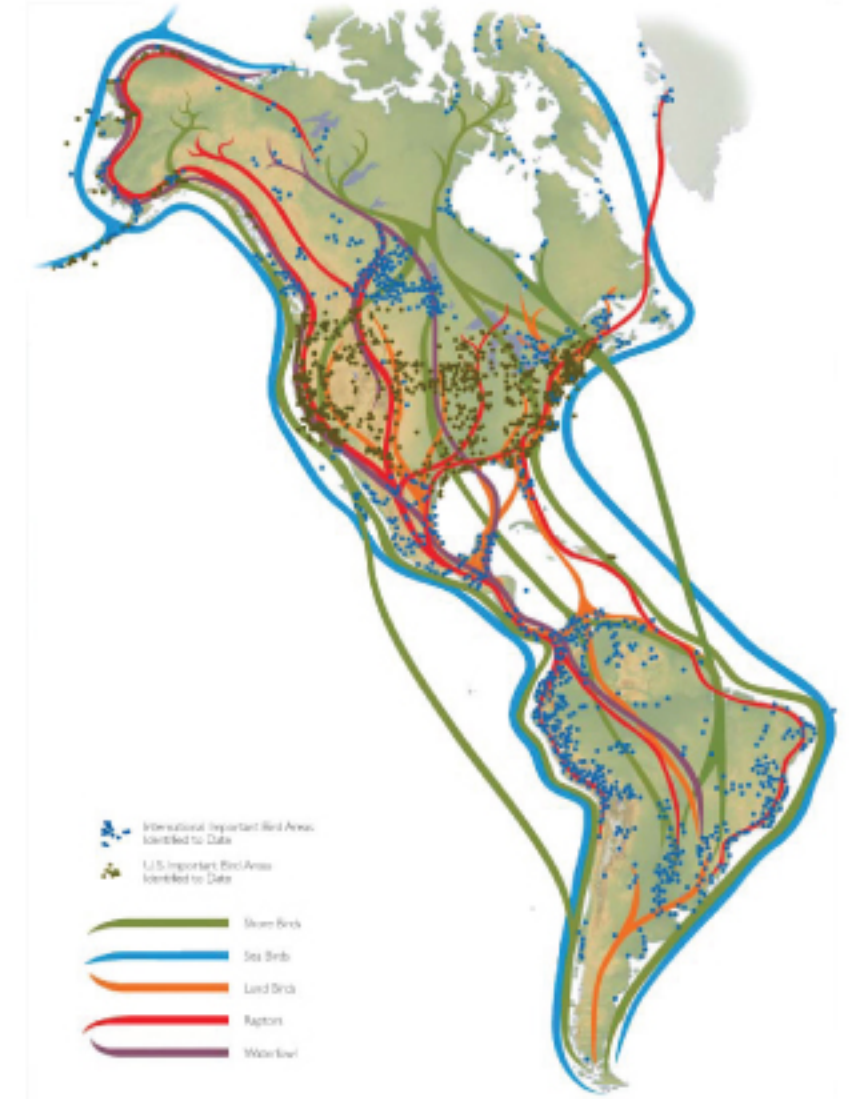 International Important Bird Areas
Identified to Date
U.S. Important Bird Areas
Identified to Date
Shore Birds
Sea Birds
Land Birds
Raptors
Waterfowl